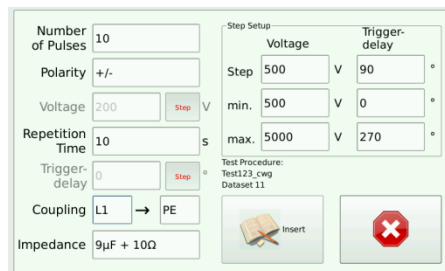 Number of Pulses 10
Polarity +/-
Voltage 200 Step V
Repetition Time 10 s
Trigger-delay 0 Step °
Coupling L1 → PE
Impedance 9µF + 10Ω
Step Setup
Voltage Trigger-delay
Step 500 V 90 °
min. 500 V 0 °
max. 5000 V 270 °
Test Procedure:
Test123_cwg
Dataset 11
Insert